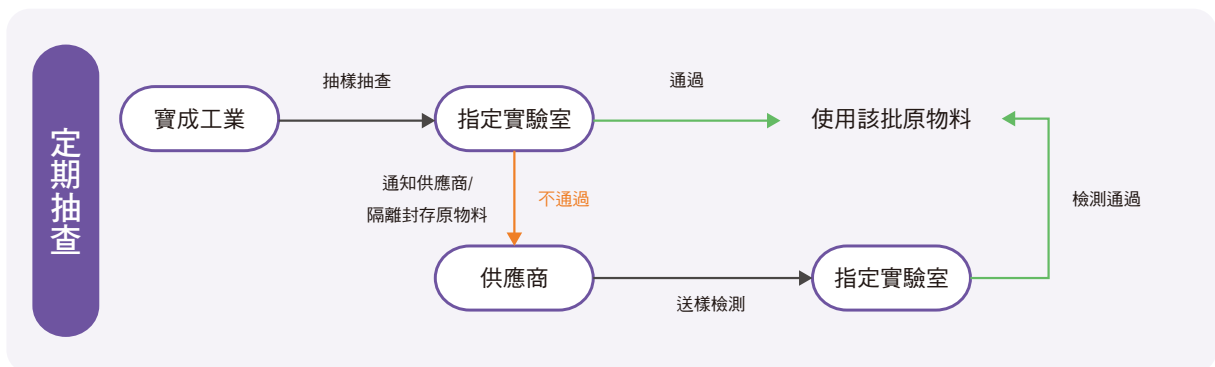 定期抽查
寶成工業
抽樣抽查
指定實驗室
通過
使用該批原物料
通知供應商/
隔離封存原物料
不通過
檢測通過
供應商
送樣檢測
指定實驗室